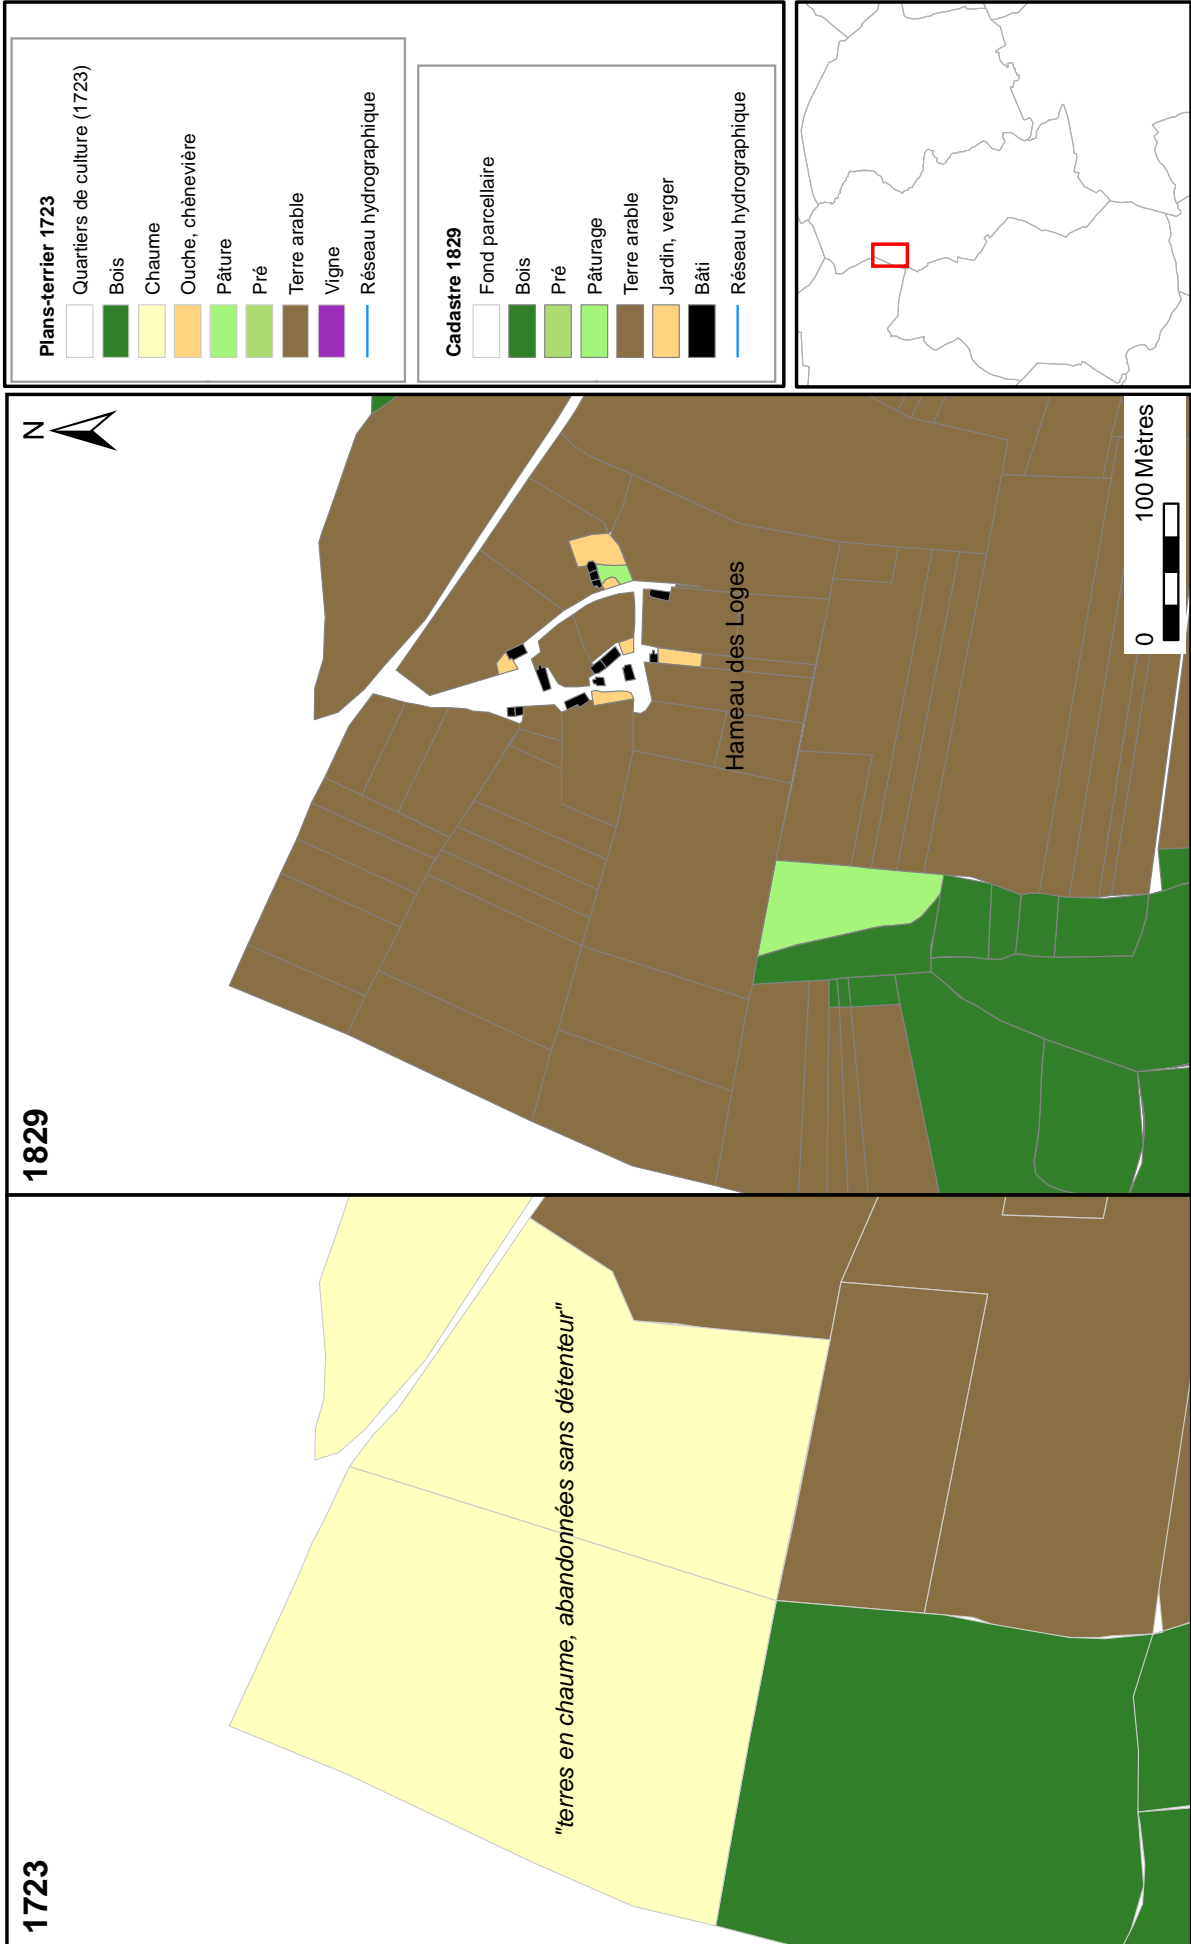 1723
"terres en chaume, abandonnées sans détenteur"
1829
N
Hameau des Loges
0 100 Mètres
Plans-terrier 1723
Quartiers de culture (1723)
Bois
Chaume
Ouche, chènevière
Pâture
Pré
Terre arable
Vigne
Réseau hydrographique
Cadastre 1829
Fond parcellaire
Bois
Pré
Pâturage
Terre arable
Jardin, verger
Bâti
Réseau hydrographique